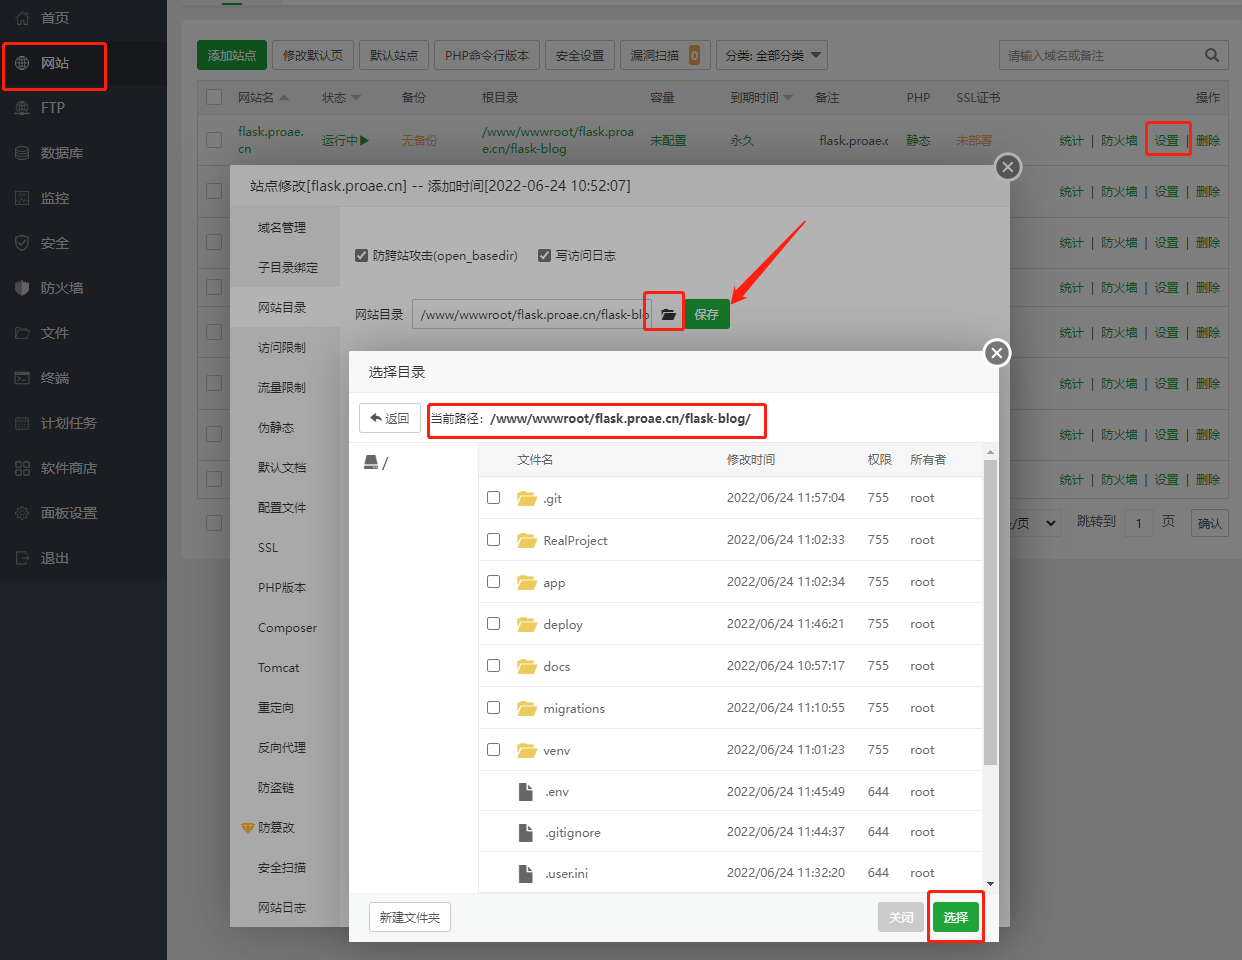 首页
网站
FTP
数据库
监控
安全
防火墙
文件
终端
计划任务
软件商店
面板设置
退出
添加站点 修改默认页 默认站点 PHP命令行版本 安全设置 漏洞扫描 0 分类: 全部分类 请输入域名或备注
网站名 状态 备份 根目录 容量 到期时间 备注 PHP SSL证书 操作
flask.proae.cn 运行中 无备份 /www/wwwroot/flask.proae.cn/flask-blog 未配置 永久 flask.proae.c 静态 未部署 统计 | 防火墙 设置 | 删除
统计 | 防火墙 | 设置 | 删除
统计 | 防火墙 | 设置 | 删除
统计 | 防火墙 | 设置 | 删除
统计 | 防火墙 | 设置 | 删除
统计 | 防火墙 | 设置 | 删除
统计 | 防火墙 | 设置 | 删除
统计 | 防火墙 | 设置 | 删除
/页 跳转到 1 页 确认
站点修改[flask.proae.cn] -- 添加时间[2022-06-24 10:52:07]
域名管理
子目录绑定
网站目录
访问限制
流量限制
伪静态
默认文档
配置文件
SSL
PHP版本
Composer
Tomcat
重定向
反向代理
防盗链
防篡改
安全扫描
网站日志
防跨站攻击(open_basedir) 写访问日志
网站目录 /www/wwwroot/flask.proae.cn/flask-blo 保存
选择目录
返回 当前路径: /www/wwwroot/flask.proae.cn/flask-blog/
/
文件名 修改时间 权限 所有者
.git 2022/06/24 11:57:04 755 root
RealProject 2022/06/24 11:02:33 755 root
app 2022/06/24 11:02:34 755 root
deploy 2022/06/24 11:46:21 755 root
docs 2022/06/24 10:57:17 755 root
migrations 2022/06/24 11:10:55 755 root
venv 2022/06/24 11:01:23 755 root
.env 2022/06/24 11:45:49 644 root
.gitignore 2022/06/24 11:44:37 644 root
.user.ini 2022/06/24 11:32:20 644 root
新建文件夹 关闭 选择